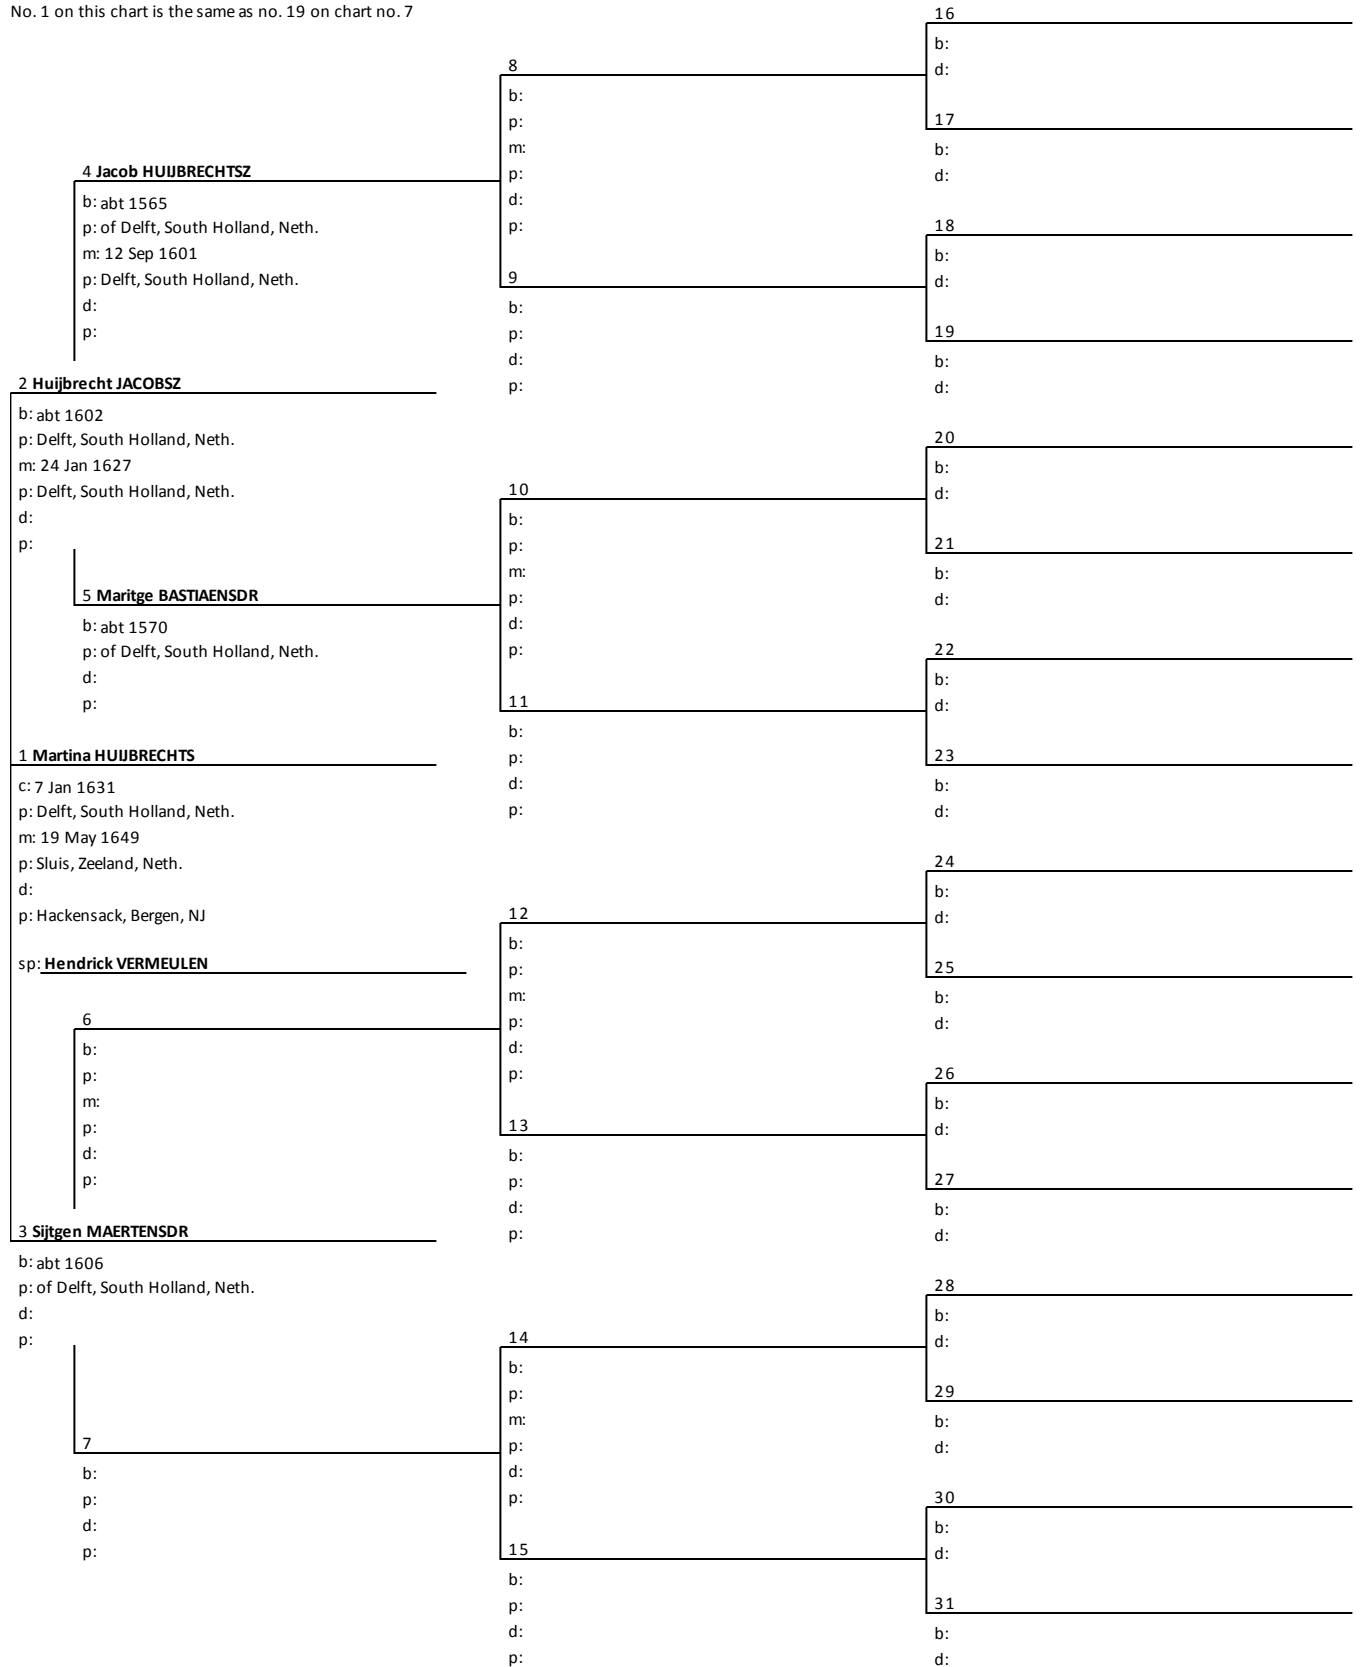 No. 1 on this chart is the same as no. 19 on chart no. 7
4 Jacob HUIJBRECHTSZ
b: abt 1565
p: of Delft, South Holland, Neth.
m: 12 Sep 1601
p: Delft, South Holland, Neth.
d:
p:
2 Huijbrecht JACOBSZ
b: abt 1602
p: Delft, South Holland, Neth.
m: 24 Jan 1627
p: Delft, South Holland, Neth.
d:
p:
5 Maritge BASTIAENSDR
b: abt 1570
p: of Delft, South Holland, Neth.
d:
p:
1 Martina HUIJBRECHTS
c: 7 Jan 1631
p: Delft, South Holland, Neth.
m: 19 May 1649
p: Sluis, Zeeland, Neth.
d:
p: Hackensack, Bergen, NJ
sp: Hendrick VERMEULEN
6
b:
p:
m:
p:
d:
p:
3 Sijtgen MAERTENSDR
b: abt 1606
p: of Delft, South Holland, Neth.
d:
p:
7
b:
p:
d:
p:
8
b:
p:
m:
p:
d:
p:
9
b:
p:
d:
p:
10
b:
p:
m:
p:
d:
p:
11
b:
p:
d:
p:
12
b:
p:
m:
p:
d:
p:
13
b:
p:
d:
p:
14
b:
p:
m:
p:
d:
p:
15
b:
p:
d:
p:
16
b:
d:
17
b:
d:
18
b:
d:
19
b:
d:
20
b:
d:
21
b:
d:
22
b:
d:
23
b:
d:
24
b:
d:
25
b:
d:
26
b:
d:
27
b:
d:
28
b:
d:
29
b:
d:
30
b:
d:
31
b:
d: